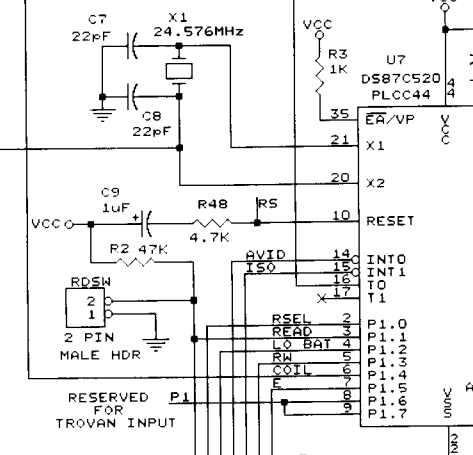 C7
22pF
X1
24.576MHz
VCC
VCC
R3
1K
U7
DS87C520
PLCC44
44
C8
22pF
35
EA/VP
VCC
21
X1
20
X2
C9
1uF
+
R48
RS
VCC
4.7K
10
RESET
R2 47K
AVID
14
INT0
ISO
15
INT1
16
T0
17
T1
RDSW
2
1
2 PIN
MALE HDR
RSEL
2
P1.0
READ
3
P1.1
LO BAT
4
P1.2
RW
5
P1.3
COIL
6
P1.4
E
7
P1.5
RESERVED
FOR
TROVAN INPUT
P1
8
P1.6
9
P1.7
VSS
22
A